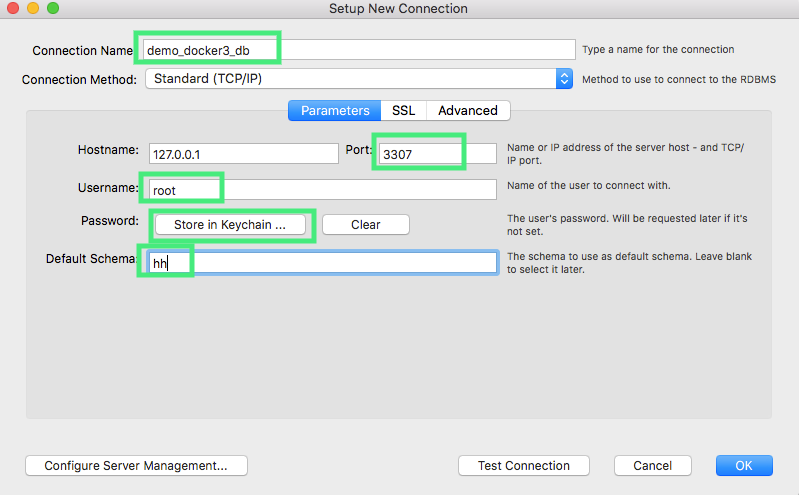 Setup New Connection
Connection Name: demo_docker3_db Type a name for the connection
Connection Method: Standard (TCP/IP) Method to use to connect to the RDBMS
Parameters SSL Advanced
Hostname: 127.0.0.1 Port: 3307 Name or IP address of the server host - and TCP/
IP port.
Username: root Name of the user to connect with.
Password: Store in Keychain ... Clear The user's password. Will be requested later if it's
not set.
Default Schema: hh The schema to use as default schema. Leave blank
to select it later.
Configure Server Management... Test Connection Cancel OK